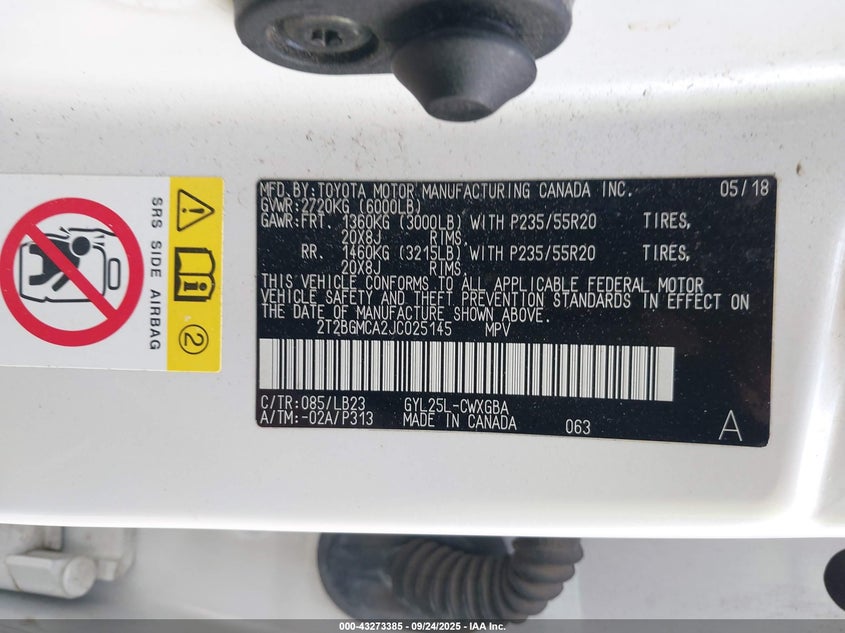 MFD.BY:TOYOTA MOTOR MANUFACTURING CANADA INC. 05/18
GVWR:2720KG (6000LB)
GAWR:FRT. 1360KG (3000LB) WITH P235/55R20 TIRES,
20X8J RIMS,
RR. 1460KG (3215LB) WITH P235/55R20 TIRES,
20X8J RIMS,
THIS VEHICLE CONFORMS TO ALL APPLICABLE FEDERAL MOTOR
VEHICLE SAFETY AND THEFT PREVENTION STANDARDS IN EFFECT ON
THE DATE OF MANUFACTURE SHOWN ABOVE.
2T2BGMCA2JC025145 MPV
C/TR:085/LB23 GYL25L-CWXGBA
A/TM:-02A/P313 MADE IN CANADA 063
A
SRS SIDE AIRBAG
2
000-43273385 - 09/24/2025 - IAA Inc.